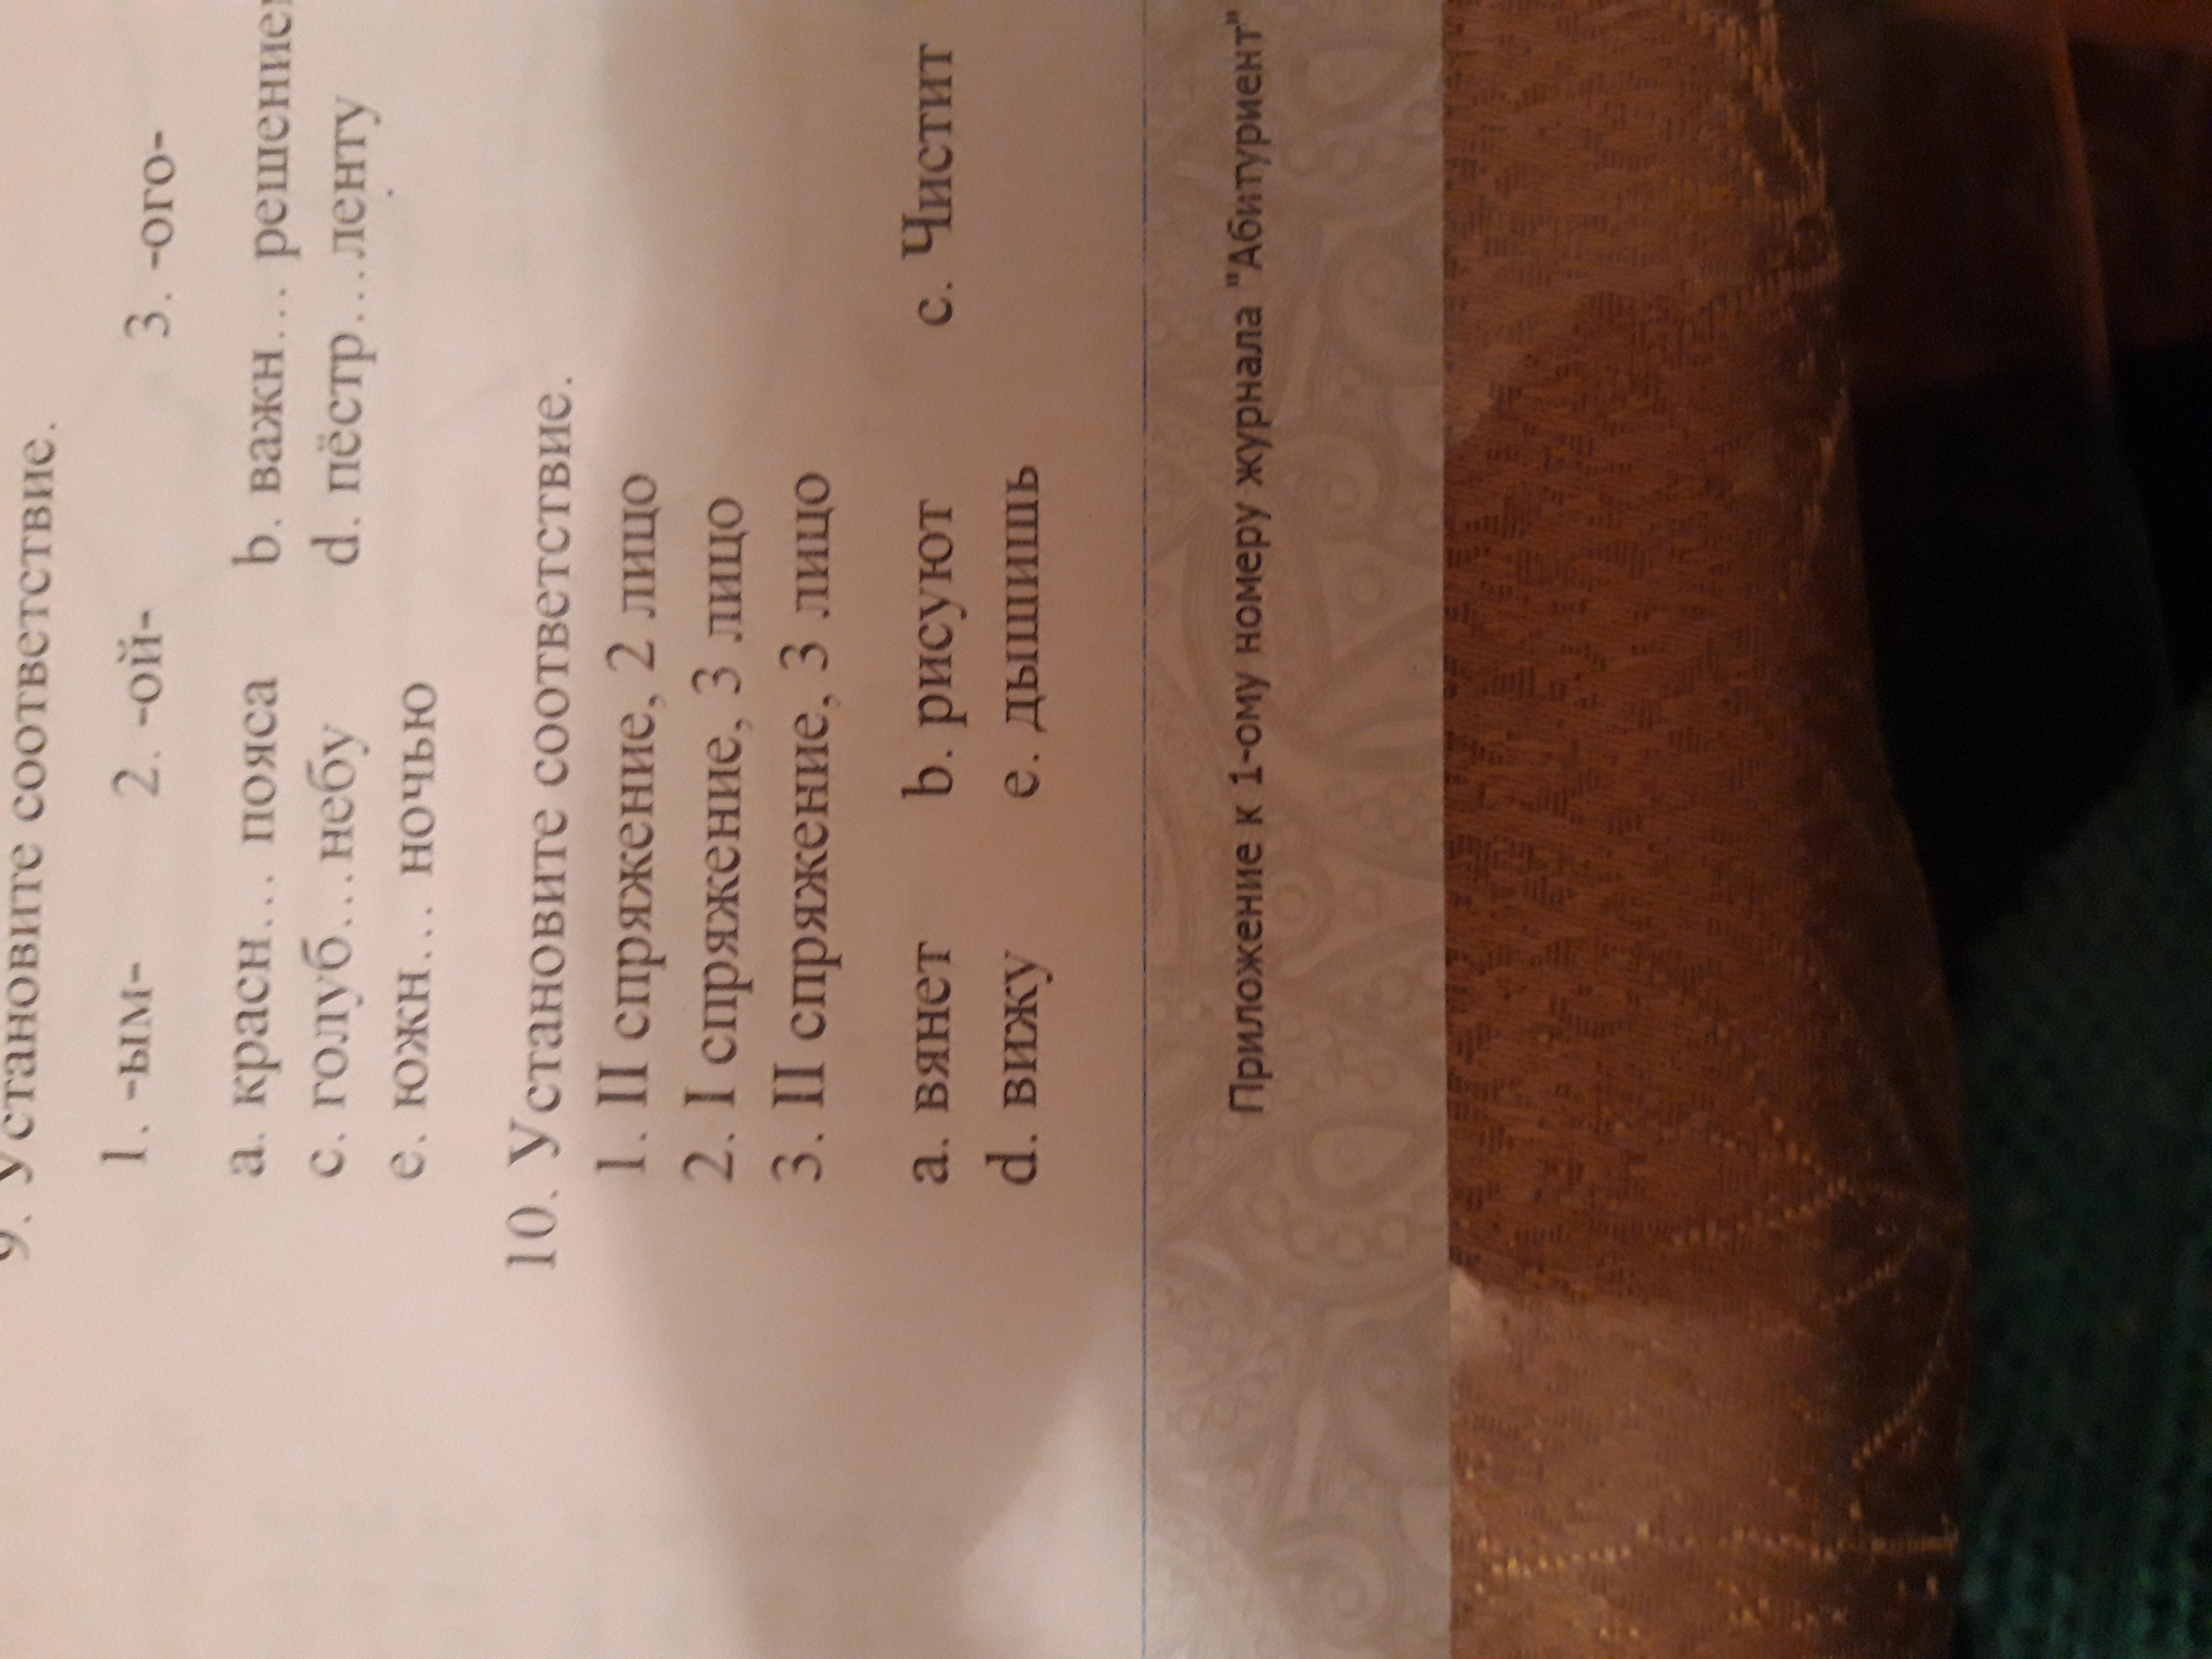 9. Установите соответствие.
1. -ым- 2. -ой- 3. -ого-
a. красн... пояса b. важн... решение
c. голуб...небу d. пёстр....ленту
e. южн... ночью
10. Установите соответствие.
1. II спряжение, 2 лицо
2. I спряжение, 3 лицо
3. II спряжение, 3 лицо
a. вянет b. рисуют c. Чистит
d. вижу e. дышишь
Приложение к 1-ому номеру журнала "Абитуриент"